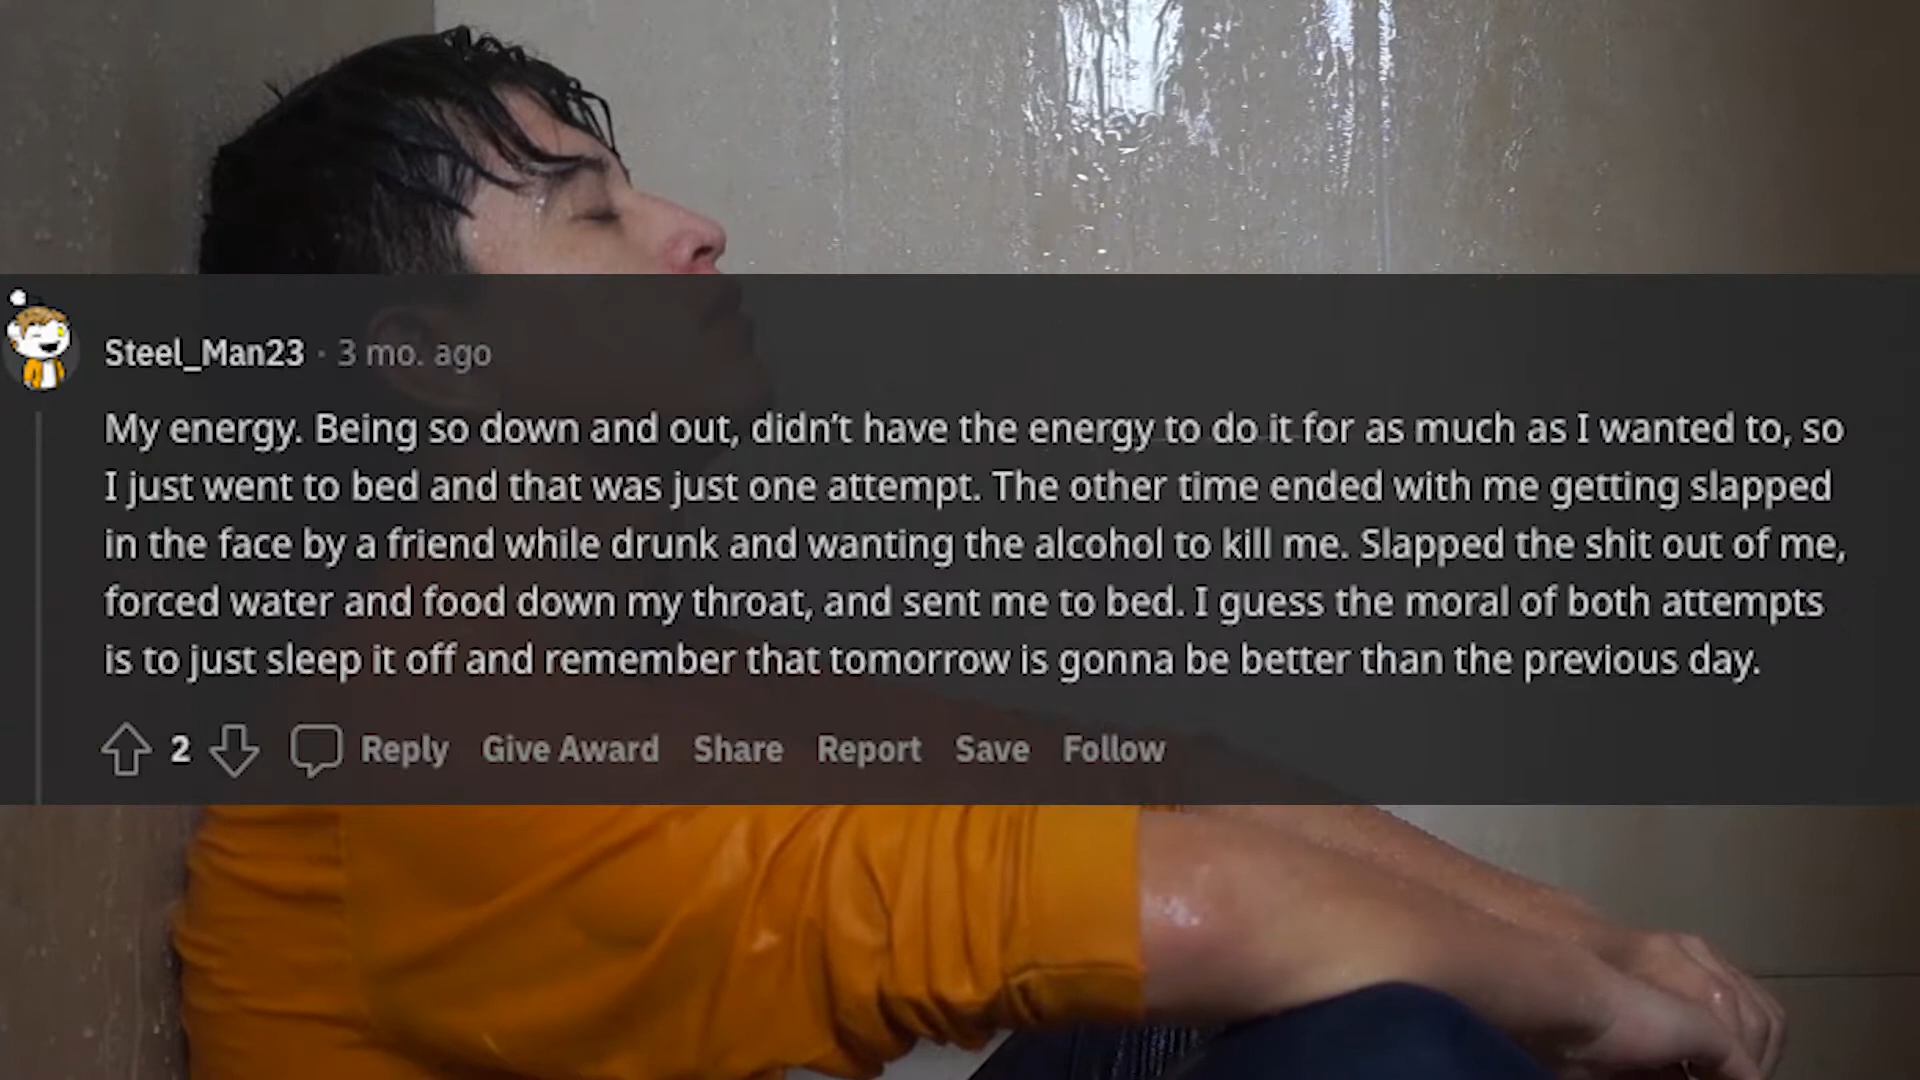 Steel_Man23 · 3 mo. ago
My energy. Being so down and out, didn't have the energy to do it for as much as I wanted to, so
I just went to bed and that was just one attempt. The other time ended with me getting slapped
in the face by a friend while drunk and wanting the alcohol to kill me. Slapped the shit out of me,
forced water and food down my throat, and sent me to bed. I guess the moral of both attempts
is to just sleep it off and remember that tomorrow is gonna be better than the previous day.
2 Reply Give Award Share Report Save Follow